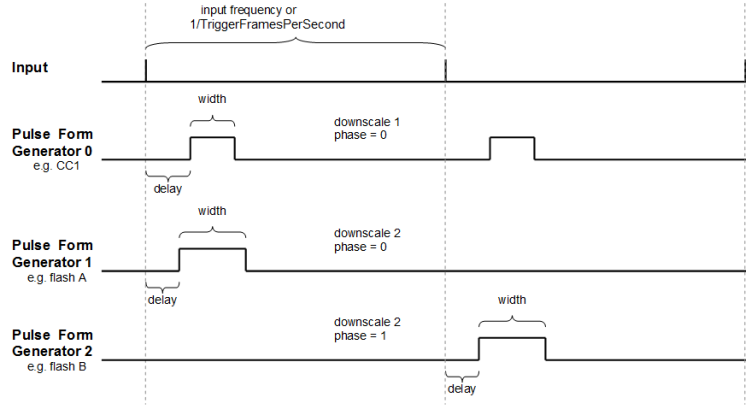 input frequency or
1/TriggerFramesPerSecond
Input
width
downscale 1
phase = 0
Pulse Form
Generator 0
e.g. CC1
delay
width
downscale 2
phase = 0
Pulse Form
Generator 1
e.g. flash A
delay
width
downscale 2
phase = 1
Pulse Form
Generator 2
e.g. flash B
delay